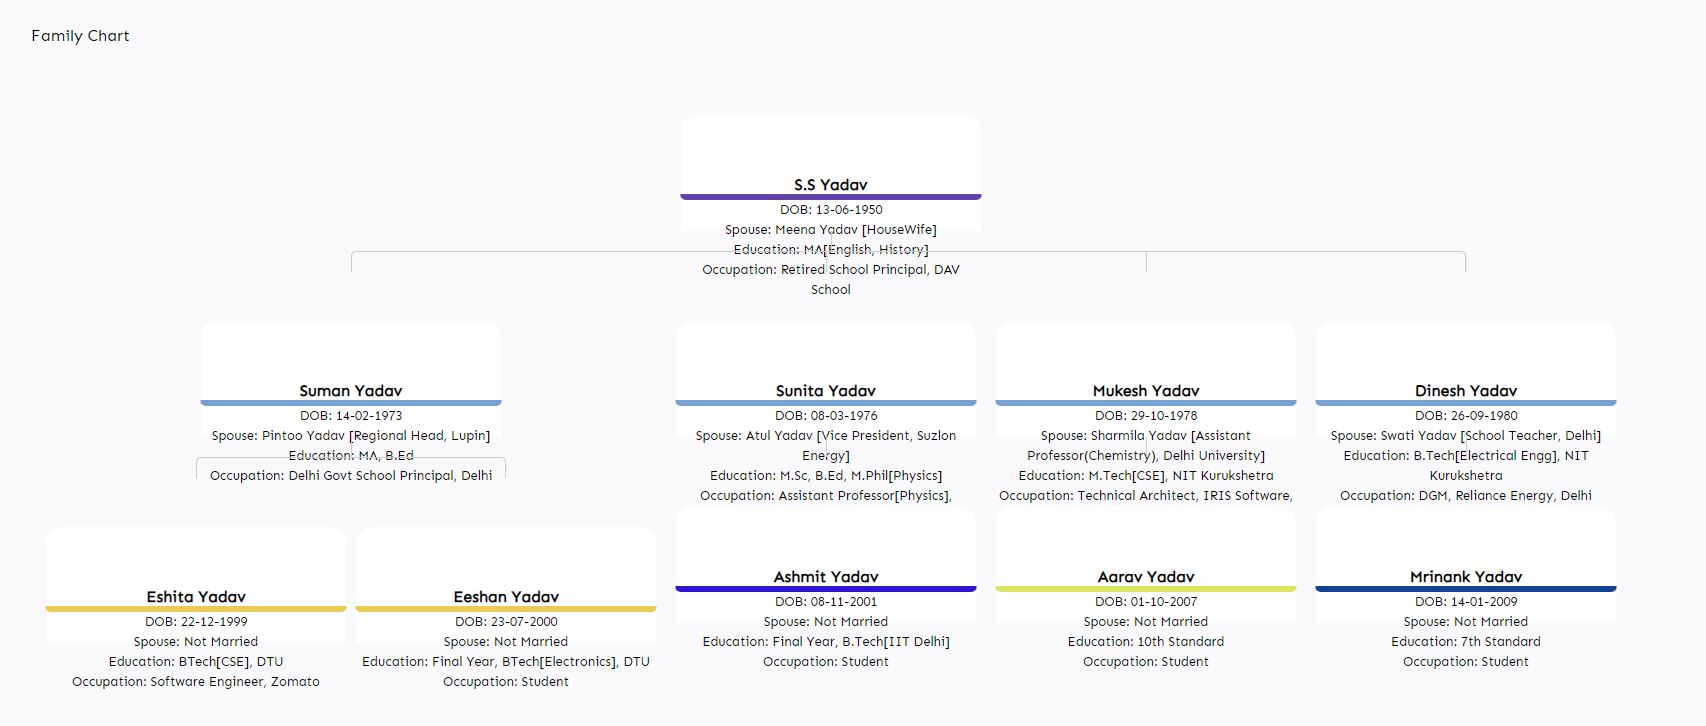 Family Chart
S.S Yadav
DOB: 13-06-1950
Spouse: Meena Yadav [HouseWife]
Education: MA[English, History]
Occupation: Retired School Principal, DAV
School
Suman Yadav
DOB: 14-02-1973
Spouse: Pintoo Yadav [Regional Head, Lupin]
Education: MA, B.Ed
Occupation: Delhi Govt School Principal, Delhi
Sunita Yadav
DOB: 08-03-1976
Spouse: Atul Yadav [Vice President, Suzlon
Energy]
Education: M.Sc, B.Ed, M.Phil[Physics]
Occupation: Assistant Professor[Physics],
Mukesh Yadav
DOB: 29-10-1978
Spouse: Sharmila Yadav [Assistant
Professor(Chemistry), Delhi University]
Education: M.Tech[CSE], NIT Kurukshetra
Occupation: Technical Architect, IRIS Software,
Dinesh Yadav
DOB: 26-09-1980
Spouse: Swati Yadav [School Teacher, Delhi]
Education: B.Tech[Electrical Engg], NIT
Kurukshetra
Occupation: DGM, Reliance Energy, Delhi
Eshita Yadav
DOB: 22-12-1999
Spouse: Not Married
Education: BTech[CSE], DTU
Occupation: Software Engineer, Zomato
Eeshan Yadav
DOB: 23-07-2000
Spouse: Not Married
Education: Final Year, BTech[Electronics], DTU
Occupation: Student
Ashmit Yadav
DOB: 08-11-2001
Spouse: Not Married
Education: Final Year, B.Tech[IIT Delhi]
Occupation: Student
Aarav Yadav
DOB: 01-10-2007
Spouse: Not Married
Education: 10th Standard
Occupation: Student
Mrinank Yadav
DOB: 14-01-2009
Spouse: Not Married
Education: 7th Standard
Occupation: Student